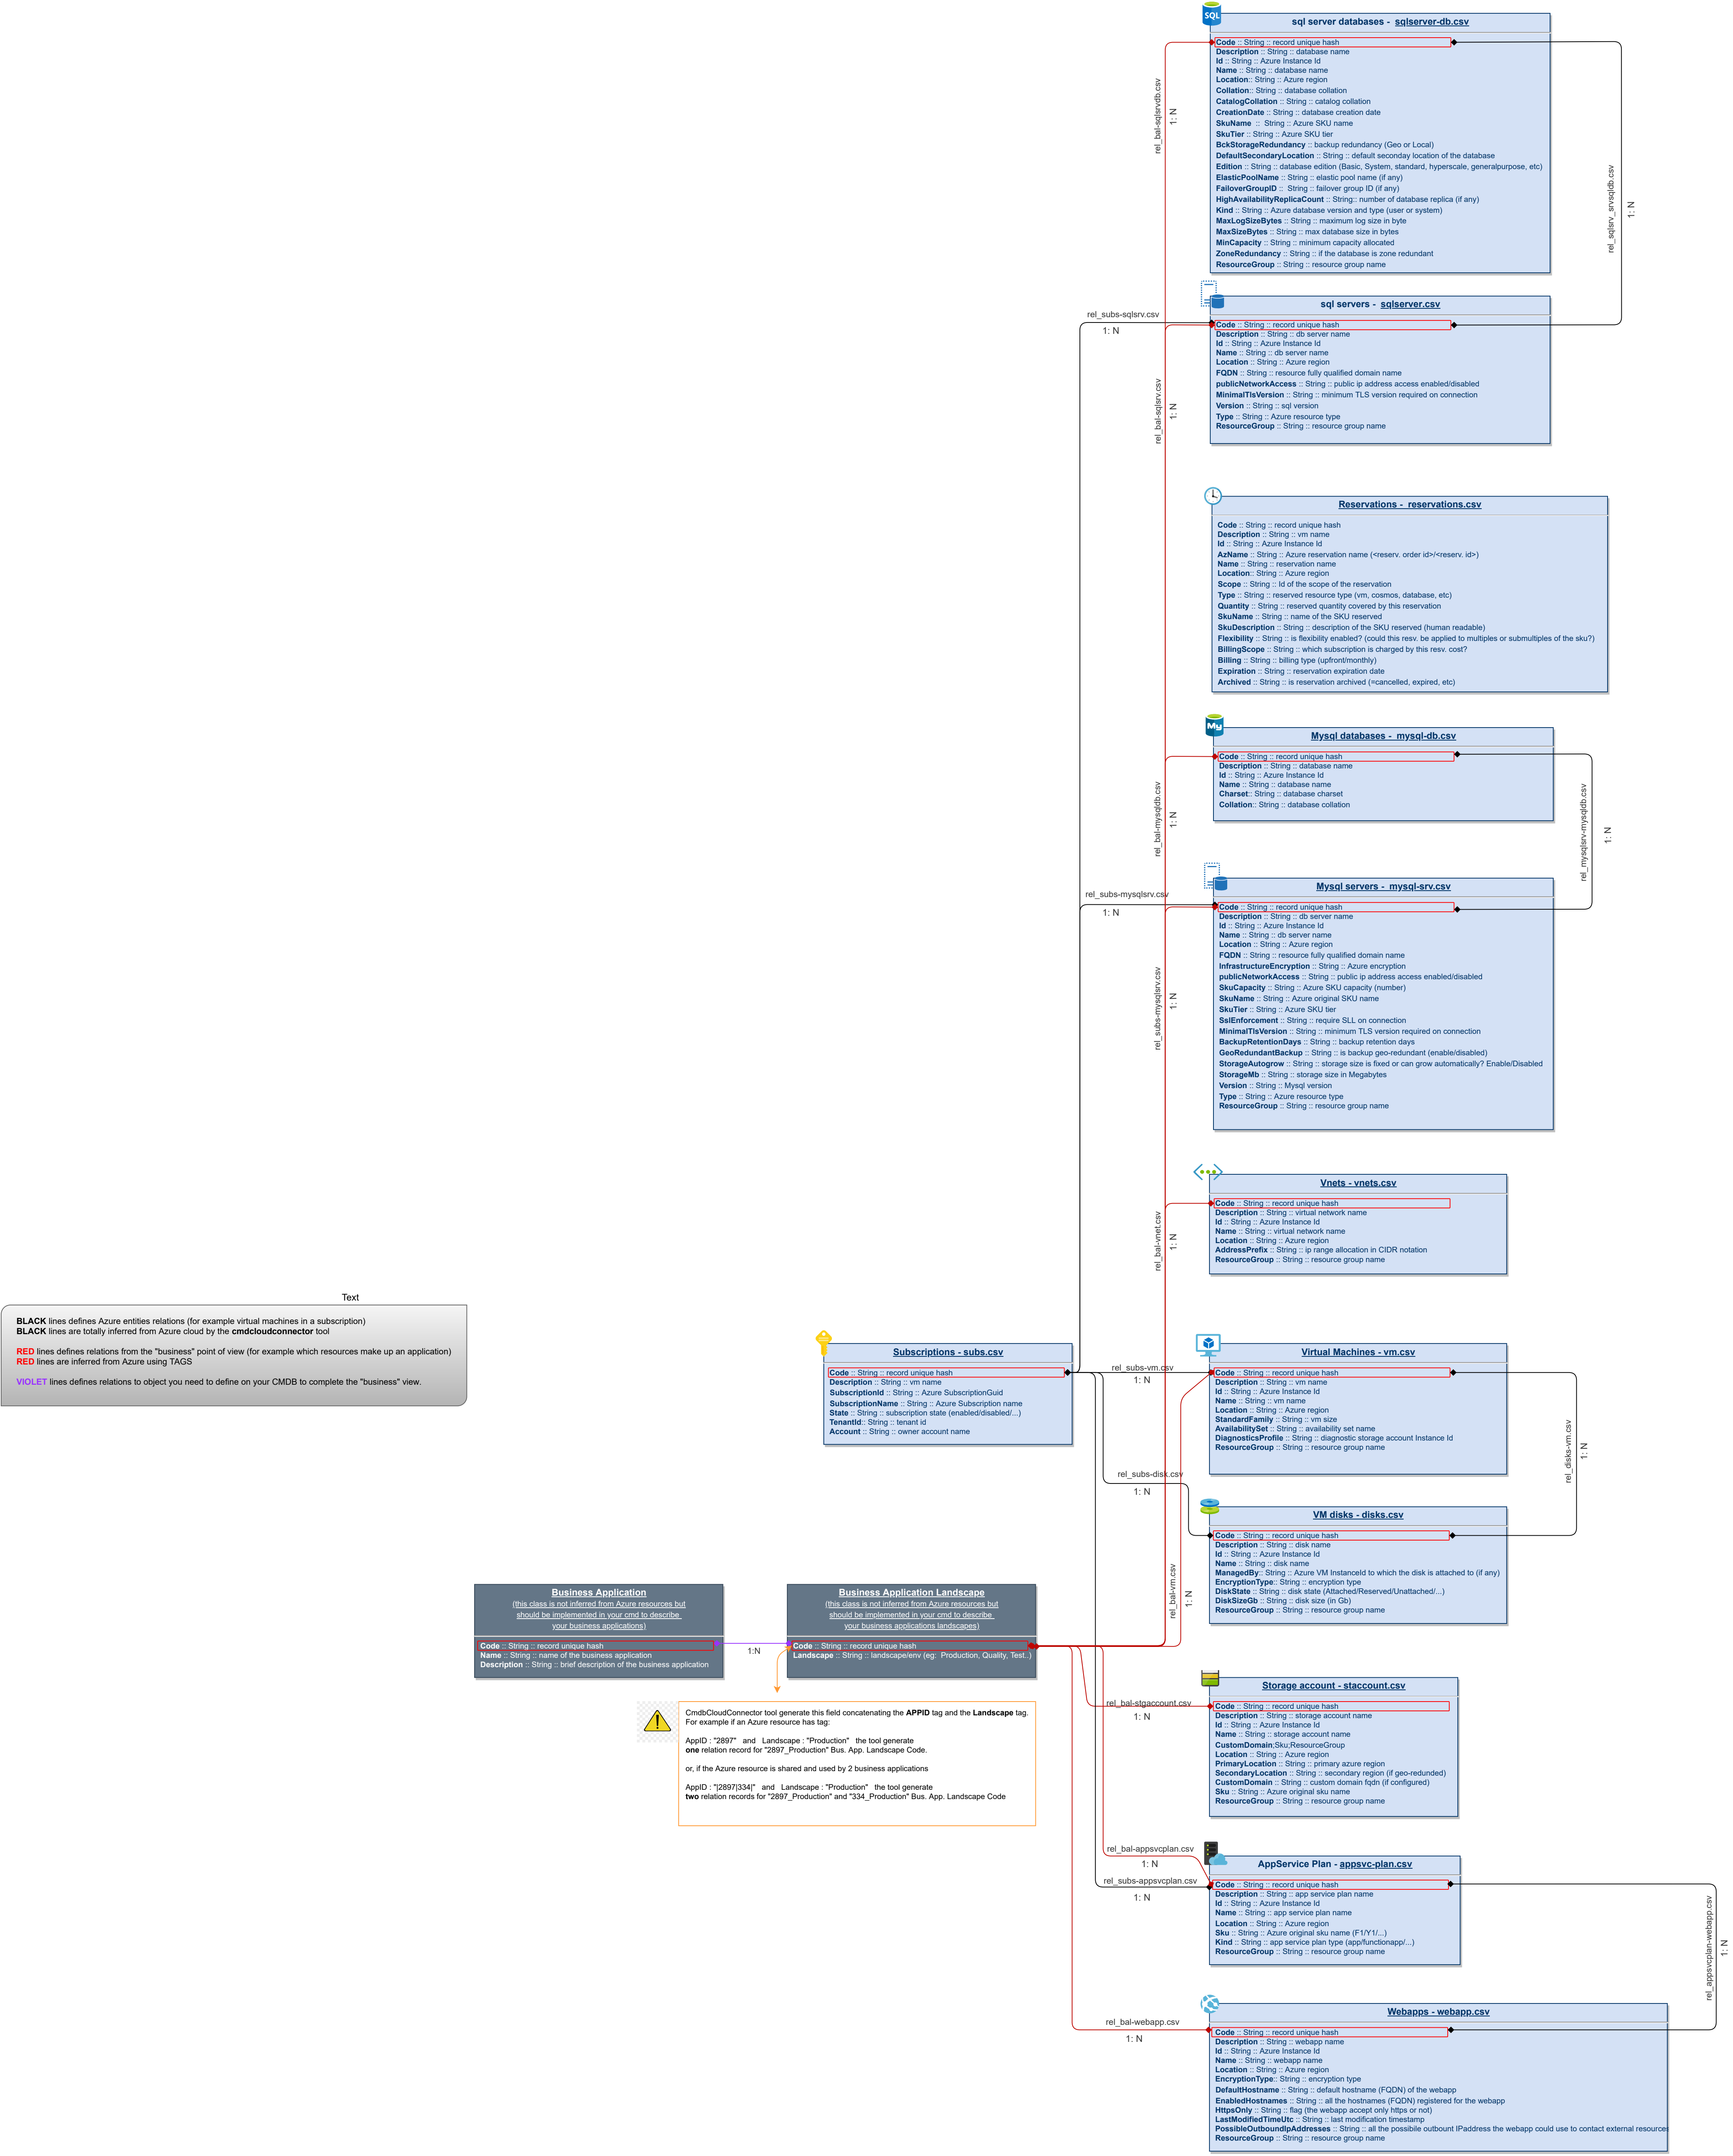 SQL
sql server databases -  sqlserver-db.csv
Code :: String :: record unique hash
Description :: String :: database name
Id :: String :: Azure Instance Id
Name :: String :: database name
Location:: String :: Azure region
Collation:: String :: database collation
CatalogCollation :: String :: catalog collation
CreationDate :: String :: database creation date
SkuName  ::  String :: Azure SKU name
SkuTier :: String :: Azure SKU tier
BckStorageRedundancy :: backup redundancy (Geo or Local)
DefaultSecondaryLocation :: String :: default seconday location of the database
Edition :: String :: database edition (Basic, System, standard, hyperscale, generalpurpose, etc)
ElasticPoolName :: String :: elastic pool name (if any)
FailoverGroupID ::  String :: failover group ID (if any)
HighAvailabilityReplicaCount :: String:: number of database replica (if any)
Kind :: String :: Azure database version and type (user or system)
MaxLogSizeBytes :: String :: maximum log size in byte
MaxSizeBytes :: String :: max database size in bytes
MinCapacity :: String :: minimum capacity allocated
ZoneRedundancy :: String :: if the database is zone redundant
ResourceGroup :: String :: resource group name
rel_bal-sqlsrvdb.csv
1: N
rel_sqlsrv_srvsqldb.csv
1: N
sql servers -  sqlserver.csv
Code :: String :: record unique hash
Description :: String :: db server name
Id :: String :: Azure Instance Id
Name :: String :: db server name
Location :: String :: Azure region
FQDN :: String :: resource fully qualified domain name
publicNetworkAccess :: String :: public ip address access enabled/disabled
MinimalTlsVersion :: String :: minimum TLS version required on connection
Version :: String :: sql version
Type :: String :: Azure resource type
ResourceGroup :: String :: resource group name
rel_subs-sqlsrv.csv
1: N
rel_bal-sqlsrv.csv
1: N
Reservations -  reservations.csv
Code :: String :: record unique hash
Description :: String :: vm name
Id :: String :: Azure Instance Id
AzName :: String :: Azure reservation name (<reserv. order id>/<reserv. id>)
Name :: String :: reservation name
Location:: String :: Azure region
Scope :: String :: Id of the scope of the reservation
Type :: String :: reserved resource type (vm, cosmos, database, etc)
Quantity :: String :: reserved quantity covered by this reservation
SkuName :: String :: name of the SKU reserved
SkuDescription :: String :: description of the SKU reserved (human readable)
Flexibility :: String :: is flexibility enabled? (could this resv. be applied to multiples or submultiples of the sku?)
BillingScope :: String :: which subscription is charged by this resv. cost?
Billing :: String :: billing type (upfront/monthly)
Expiration :: String :: reservation expiration date
Archived :: String :: is reservation archived (=cancelled, expired, etc)
My
Mysql databases -  mysql-db.csv
Code :: String :: record unique hash
Description :: String :: database name
Id :: String :: Azure Instance Id
Name :: String :: database name
Charset:: String :: database charset
Collation:: String :: database collation
rel_bal-mysqldb.csv
1: N
rel_mysqlsrv-mysqldb.csv
1: N
Mysql servers -  mysql-srv.csv
Code :: String :: record unique hash
Description :: String :: db server name
Id :: String :: Azure Instance Id
Name :: String :: db server name
Location :: String :: Azure region
FQDN :: String :: resource fully qualified domain name
InfrastructureEncryption :: String :: Azure encryption
publicNetworkAccess :: String :: public ip address access enabled/disabled
SkuCapacity :: String :: Azure SKU capacity (number)
SkuName :: String :: Azure original SKU name
SkuTier :: String :: Azure SKU tier
SslEnforcement :: String :: require SLL on connection
MinimalTlsVersion :: String :: minimum TLS version required on connection
BackupRetentionDays :: String :: backup retention days
GeoRedundantBackup :: String :: is backup geo-redundant (enable/disabled)
StorageAutogrow :: String :: storage size is fixed or can grow automatically? Enable/Disabled
StorageMb :: String :: storage size in Megabytes
Version :: String :: Mysql version
Type :: String :: Azure resource type
ResourceGroup :: String :: resource group name
rel_subs-mysqlsrv.csv
1: N
rel_subs-mysqlsrv.csv
1: N
Vnets - vnets.csv
Code :: String :: record unique hash
Description :: String :: virtual network name
Id :: String :: Azure Instance Id
Name :: String :: virtual network name
Location :: String :: Azure region
AddressPrefix :: String :: ip range allocation in CIDR notation
ResourceGroup :: String :: resource group name
rel_bal-vnet.csv
1: N
Text
BLACK lines defines Azure entities relations (for example virtual machines in a subscription)
BLACK lines are totally inferred from Azure cloud by the cmdcloudconnector tool
RED lines defines relations from the "business" point of view (for example which resources make up an application)
RED lines are inferred from Azure using TAGS
VIOLET lines defines relations to object you need to define on your CMDB to complete the "business" view.
Subscriptions - subs.csv
Code :: String :: record unique hash
Description :: String :: vm name
SubscriptionId :: String :: Azure SubscriptionGuid
SubscriptionName :: String :: Azure Subscription name
State :: String :: subscription state (enabled/disabled/...)
TenantId:: String :: tenant id
Account :: String :: owner account name
rel_subs-vm.csv
1: N
Virtual Machines - vm.csv
Code :: String :: record unique hash
Description :: String :: vm name
Id :: String :: Azure Instance Id
Name :: String :: vm name
Location :: String :: Azure region
StandardFamily :: String :: vm size
AvailabilitySet :: String :: availability set name
DiagnosticsProfile :: String :: diagnostic storage account Instance Id
ResourceGroup :: String :: resource group name
rel_disks-vm.csv
1: N
rel_subs-disk.csv
1: N
VM disks - disks.csv
Code :: String :: record unique hash
Description :: String :: disk name
Id :: String :: Azure Instance Id
Name :: String :: disk name
ManagedBy:: String :: Azure VM InstanceId to which the disk is attached to (if any)
EncryptionType:: String :: encryption type
DiskState :: String :: disk state (Attached/Reserved/Unattached/...)
DiskSizeGb :: String :: disk size (in Gb)
ResourceGroup :: String :: resource group name
rel_bal-vm.csv
1: N
Business Application
(this class is not inferred from Azure resources but
should be implemented in your cmd to describe
your business applications)
Code :: String :: record unique hash
Name :: String :: name of the business application
Description :: String :: brief description of the business application
1:N
Business Application Landscape
(this class is not inferred from Azure resources but
should be implemented in your cmd to describe
your business applications landscapes)
Code :: String :: record unique hash
Landscape :: String :: landscape/env (eg:  Production, Quality, Test..)
CmdbCloudConnector tool generate this field concatenating the APPID tag and the Landscape tag.
For example if an Azure resource has tag:
AppID : "2897"   and   Landscape : "Production"   the tool generate
one relation record for "2897_Production" Bus. App. Landscape Code.
or, if the Azure resource is shared and used by 2 business applications
AppID : "|2897|334|"   and   Landscape : "Production"   the tool generate
two relation records for "2897_Production" and "334_Production" Bus. App. Landscape Code
rel_bal-stgaccount.csv
1: N
Storage account - staccount.csv
Code :: String :: record unique hash
Description :: String :: storage account name
Id :: String :: Azure Instance Id
Name :: String :: storage account name
CustomDomain;Sku;ResourceGroup
Location :: String :: Azure region
PrimaryLocation :: String :: primary azure region
SecondaryLocation :: String :: secondary region (if geo-redunded)
CustomDomain :: String :: custom domain fqdn (if configured)
Sku :: String :: Azure original sku name
ResourceGroup :: String :: resource group name
rel_bal-appsvcplan.csv
1: N
rel_subs-appsvcplan.csv
1: N
AppService Plan - appsvc-plan.csv
Code :: String :: record unique hash
Description :: String :: app service plan name
Id :: String :: Azure Instance Id
Name :: String :: app service plan name
Location :: String :: Azure region
Sku :: String :: Azure original sku name (F1/Y1/...)
Kind :: String :: app service plan type (app/functionapp/...)
ResourceGroup :: String :: resource group name
rel_appsvcplan-webapp.csv
1: N
rel_bal-webapp.csv
1: N
Webapps - webapp.csv
Code :: String :: record unique hash
Description :: String :: webapp name
Id :: String :: Azure Instance Id
Name :: String :: webapp name
Location :: String :: Azure region
EncryptionType:: String :: encryption type
DefaultHostname :: String :: default hostname (FQDN) of the webapp
EnabledHostnames :: String :: all the hostnames (FQDN) registered for the webapp
HttpsOnly :: String :: flag (the webapp accept only https or not)
LastModifiedTimeUtc :: String :: last modification timestamp
PossibleOutboundIpAddresses :: String :: all the possibile outbount IPaddress the webapp could use to contact external resources
ResourceGroup :: String :: resource group name